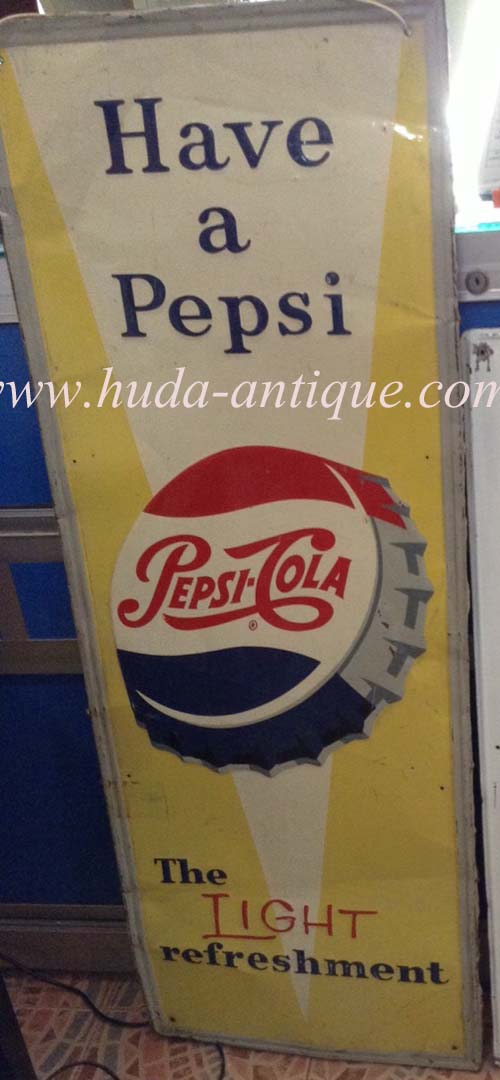 Have
a
Pepsi
www.huda-antique.com
PEPSI-COLA
®
The
LIGHT
refreshment